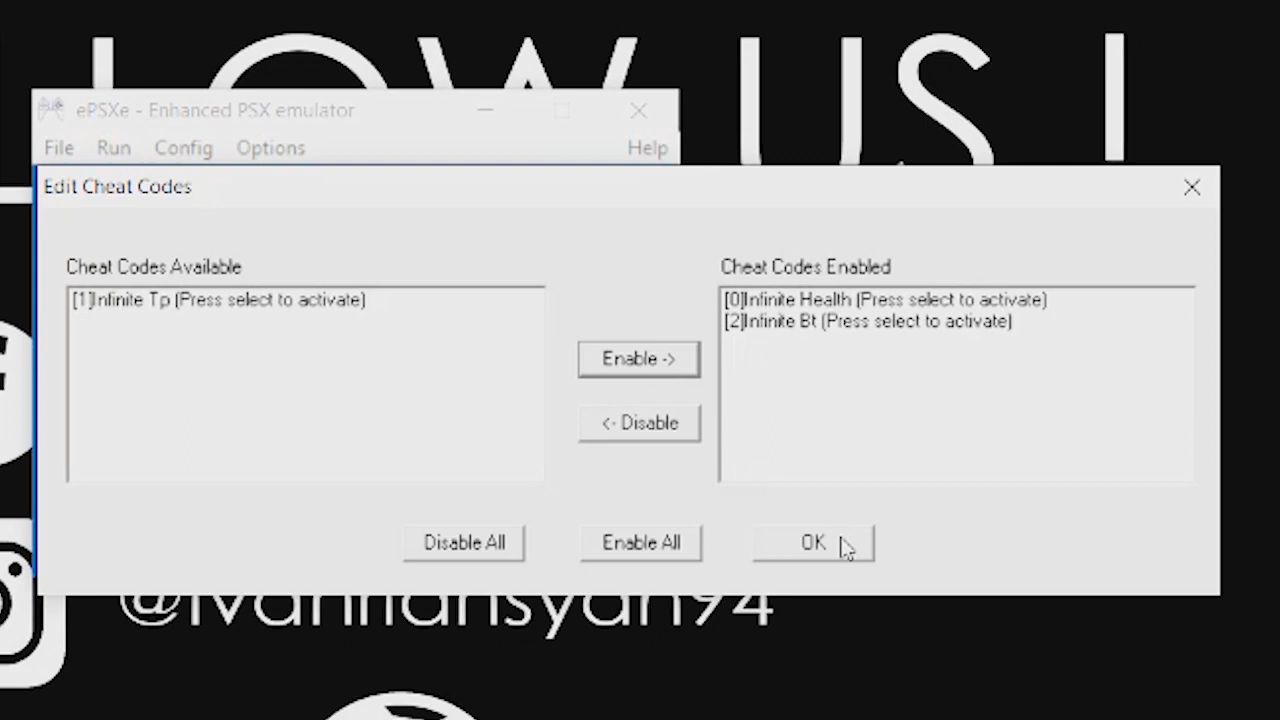 LOW US !
ePSXe - Enhanced PSX emulator
File Run Config Options Help
Edit Cheat Codes
Cheat Codes Available
Cheat Codes Enabled
[1]Infinite Tp (Press select to activate)
[0]Infinite Health (Press select to activate)
[2]Infinite Bt (Press select to activate)
Enable ->
<- Disable
Disable All
Enable All
OK